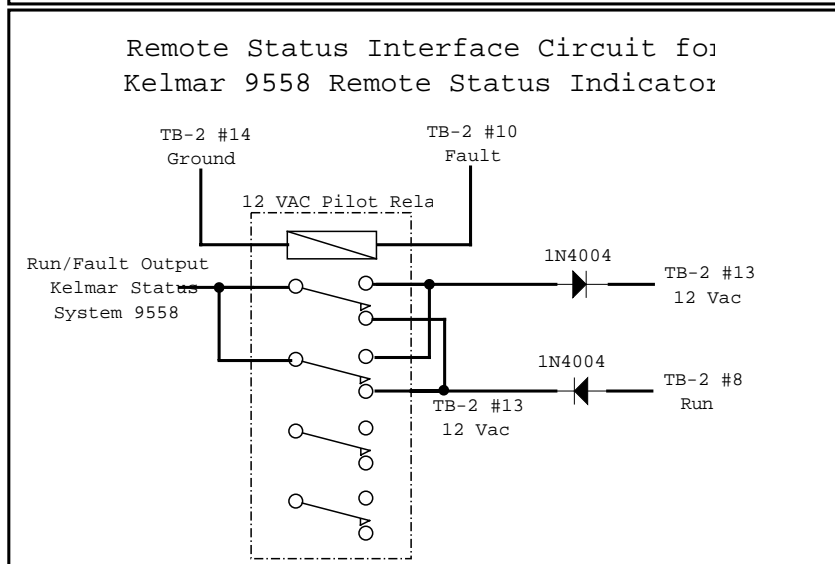 Remote Status Interface Circuit for
Kelmar 9558 Remote Status Indicator
TB-2 #14
Ground
TB-2 #10
Fault
12 VAC Pilot Rela
Run/Fault Output
Kelmar Status
System 9558
1N4004
TB-2 #13
12 Vac
1N4004
TB-2 #8
Run
TB-2 #13
12 Vac